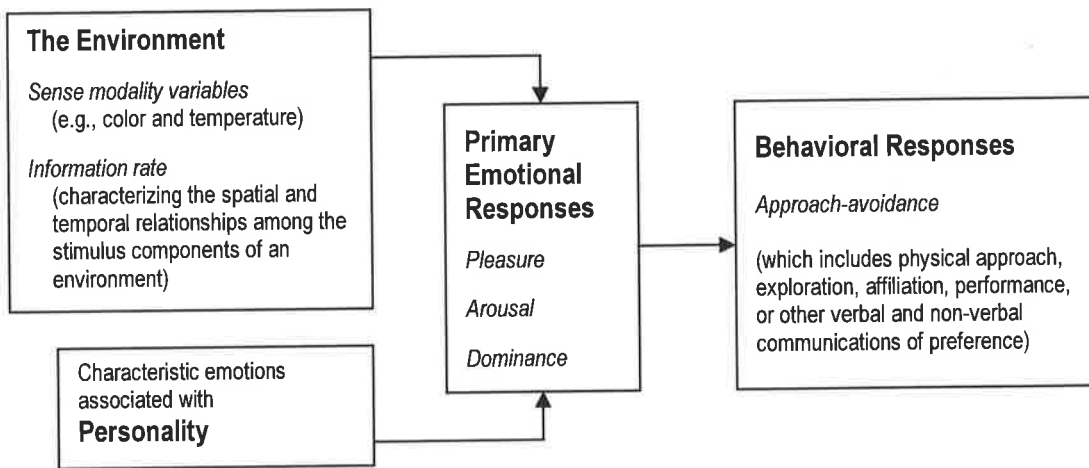 The Environment
Sense modality variables
(e.g., color and temperature)
Information rate
(characterizing the spatial and
temporal relationships among the
stimulus components of an
environment)
Characteristic emotions
associated with
Personality
Primary
Emotional
Responses
Pleasure
Arousal
Dominance
Behavioral Responses
Approach-avoidance
(which includes physical approach,
exploration, affiliation, performance,
or other verbal and non-verbal
communications of preference)